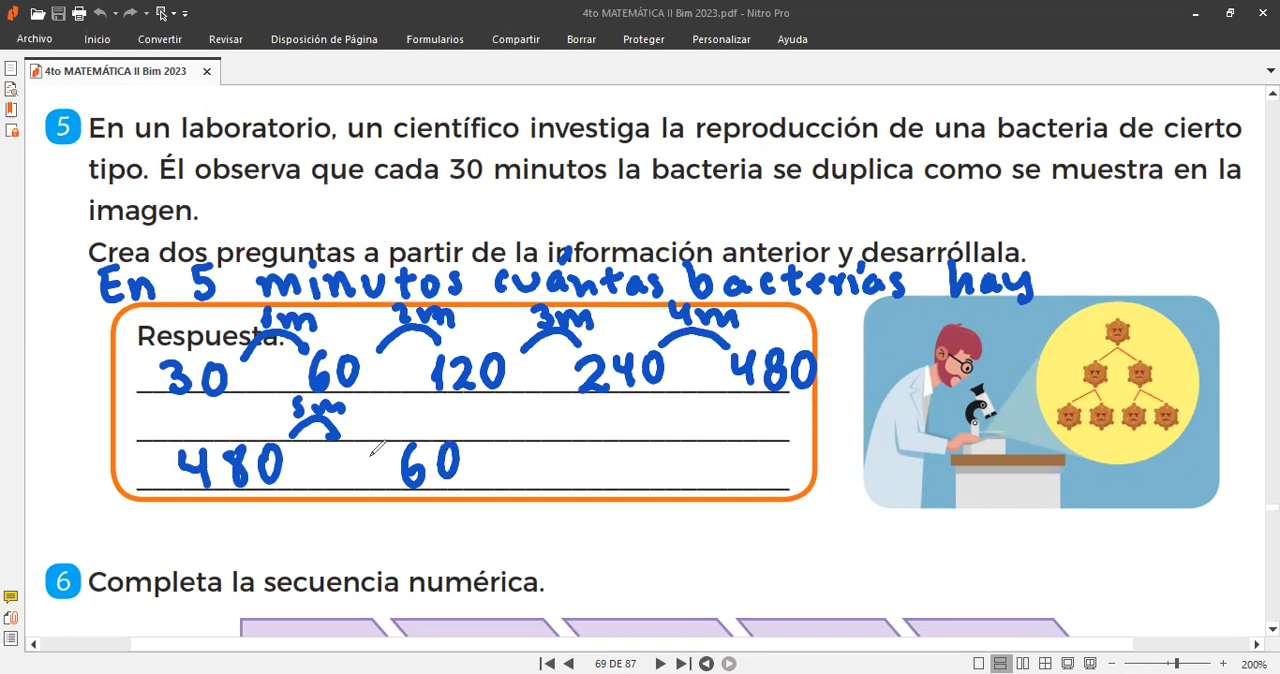 4to MATEMÁTICA II Bim 2023.pdf - Nitro Pro
Archivo Inicio Convertir Revisar Disposición de Página Formularios Compartir Borrar Proteger Personalizar Ayuda
4to MATEMÁTICA II Bim 2023 ×
5 En un laboratorio, un científico investiga la reproducción de una bacteria de cierto
tipo. Él observa que cada 30 minutos la bacteria se duplica como se muestra en la
imagen.
Crea dos preguntas a partir de la información anterior y desarróllala.
En 5 minutos cuántas bacterías hay
1m 2m 3m 4m
Respuesta:
30 60 120 240 480
5m
480 60
6 Completa la secuencia numérica.
69 DE 87
200%